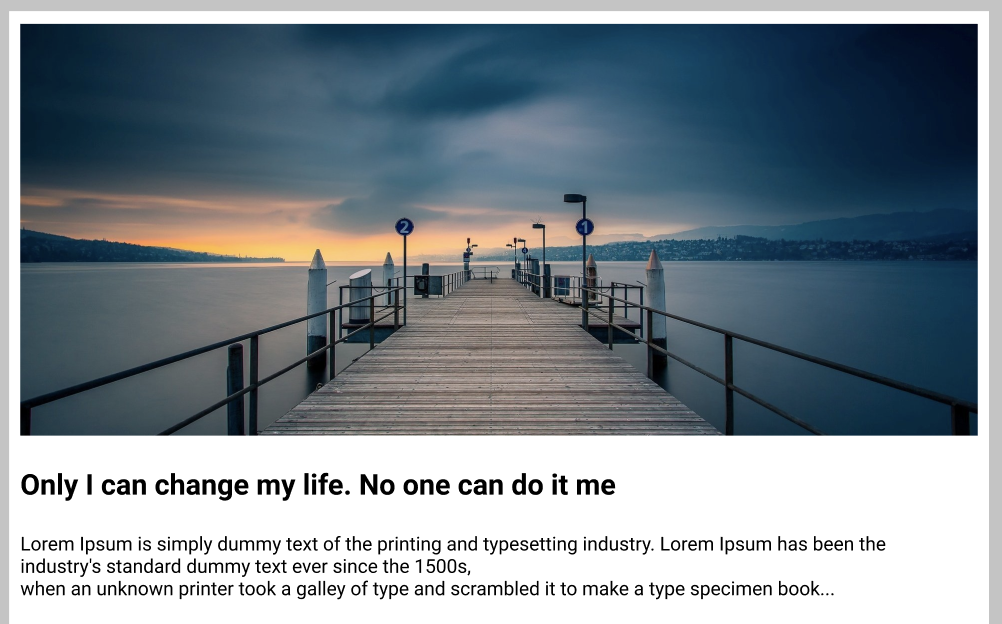 2
1
Only I can change my life. No one can do it me
Lorem Ipsum is simply dummy text of the printing and typesetting industry. Lorem Ipsum has been the
industry's standard dummy text ever since the 1500s,
when an unknown printer took a galley of type and scrambled it to make a type specimen book...